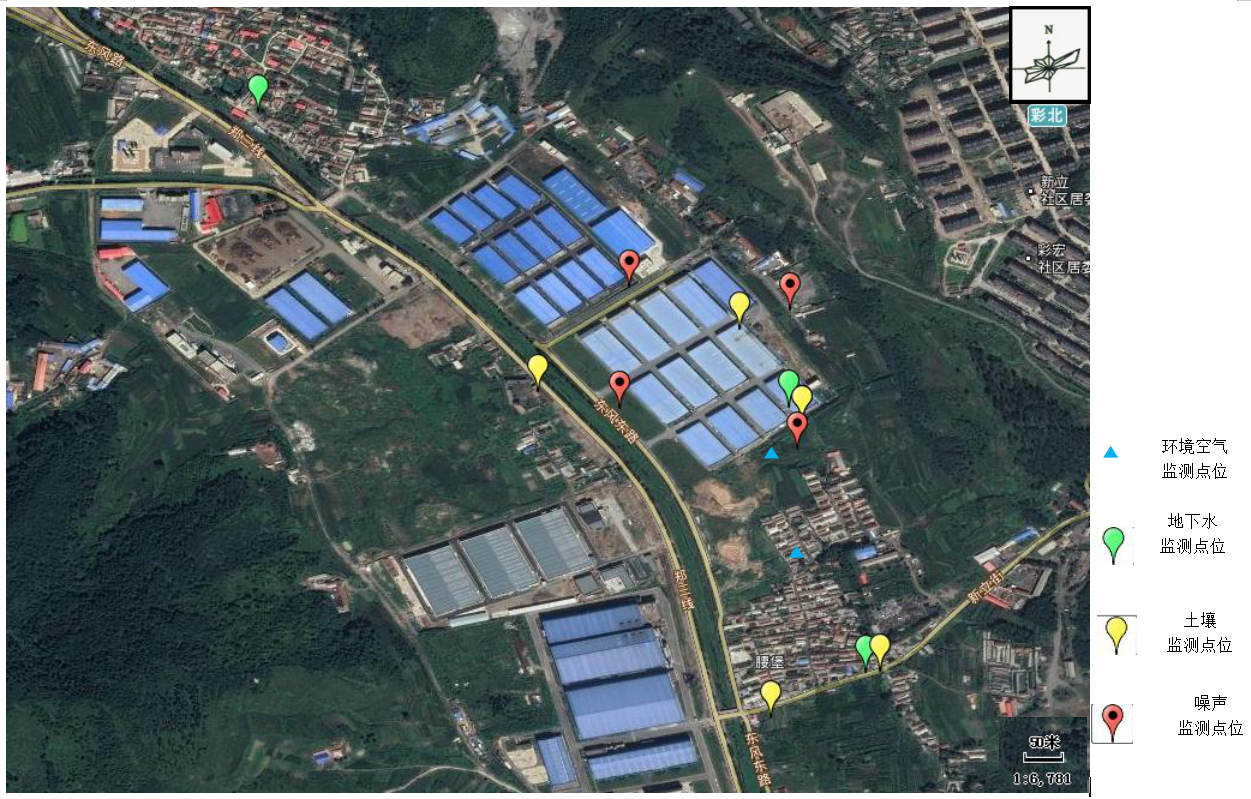 东风路
郑三线
N
彩北
新立
社区居委
彩宏
社区居委
东风东路
郑三线
新立街
腰堡
东风东路
50米
1:6,781
环境空气
监测点位
地下水
监测点位
土壤
监测点位
噪声
监测点位